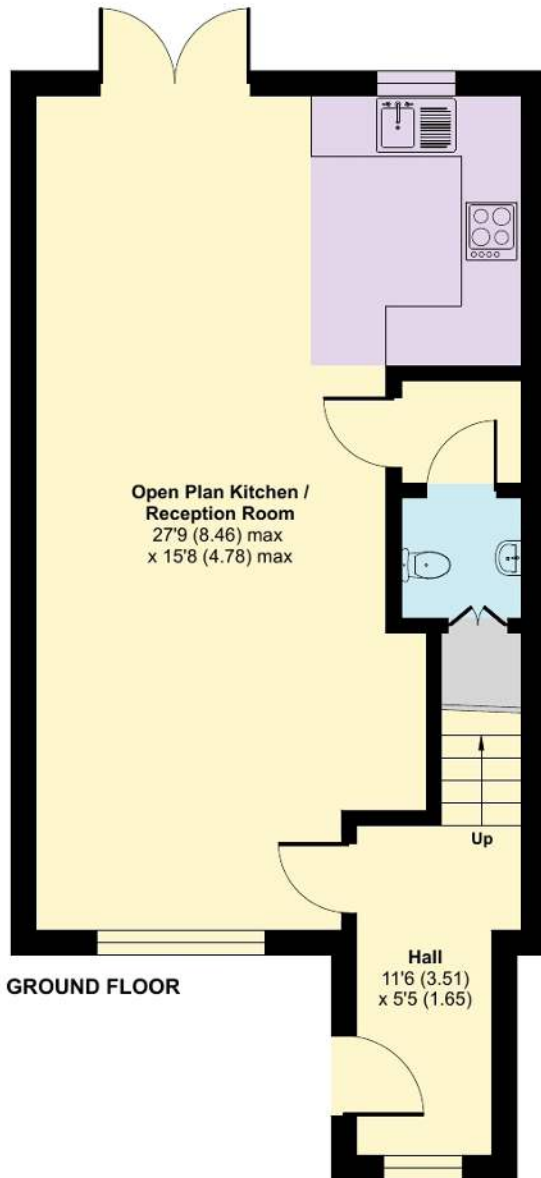 Open Plan Kitchen /
Reception Room
27'9 (8.46) max
x 15'8 (4.78) max
Up
Hall
11'6 (3.51)
x 5'5 (1.65)
GROUND FLOOR